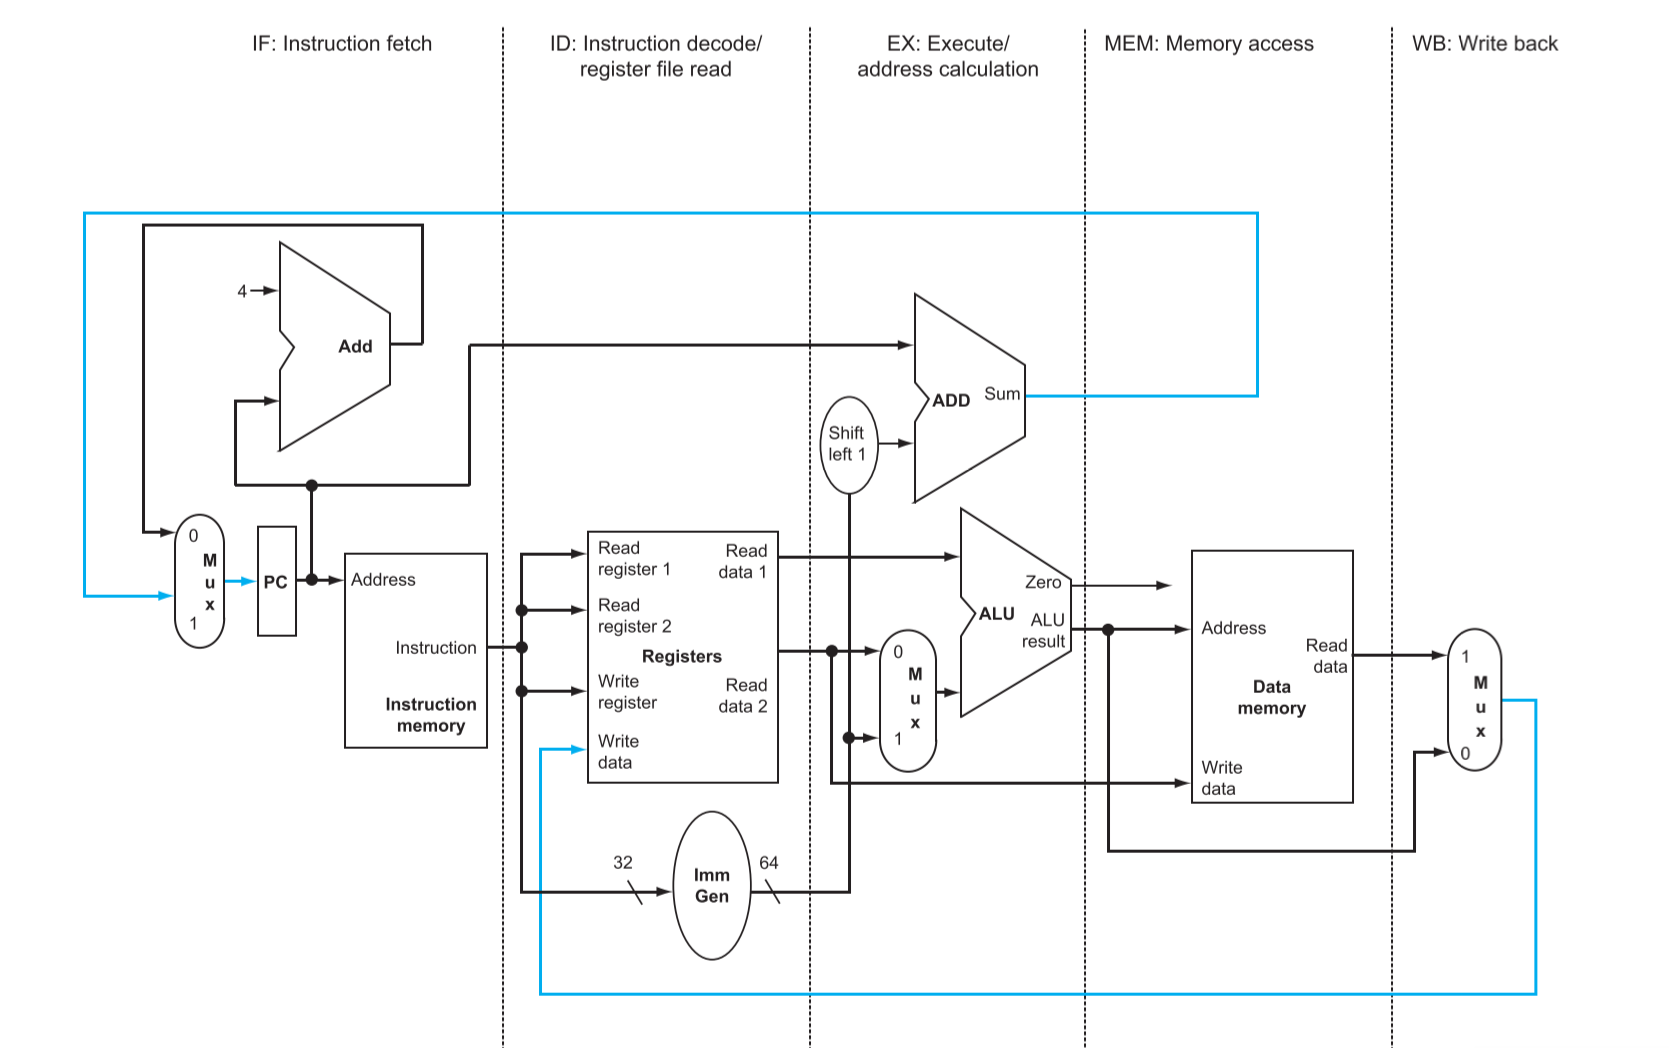 IF: Instruction fetch
ID: Instruction decode/
register file read
EX: Execute/
address calculation
MEM: Memory access
WB: Write back
4
Add
ADD
Sum
Shift
left 1
0
M
u
x
1
PC
Address
Instruction
Instruction
memory
Read
register 1
Read
data 1
Read
register 2
Registers
Write
register
Read
data 2
Write
data
0
M
u
x
1
Zero
ALU
ALU
result
Address
Read
data
Data
memory
Write
data
1
M
u
x
0
32
Imm
Gen
64